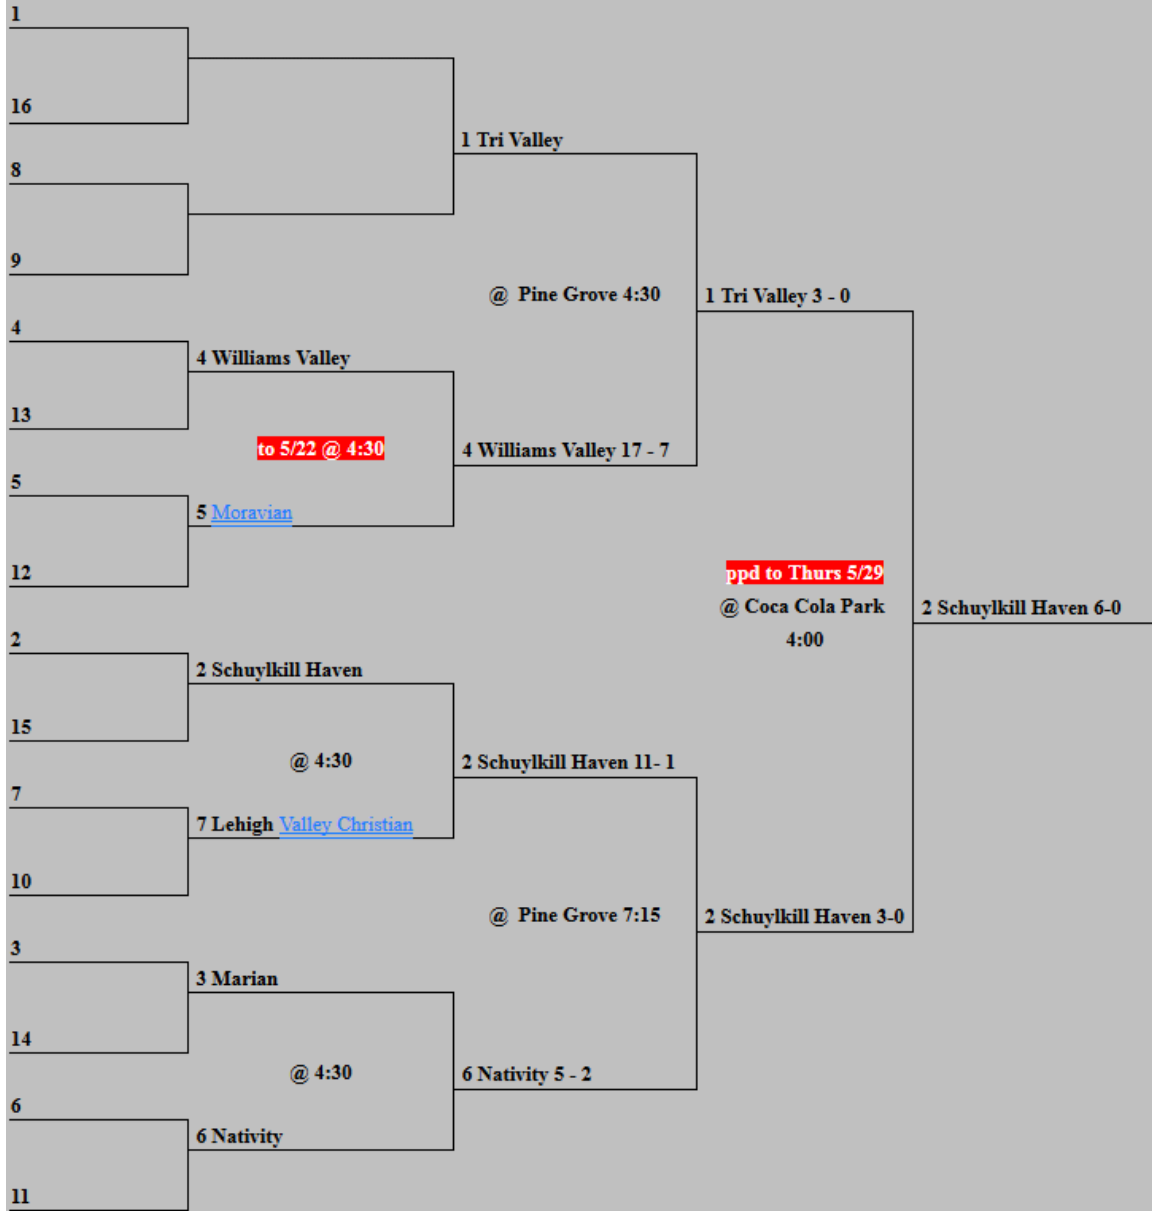 1
16
8
9
4
13
5
12
2
15
7
10
3
14
6
11
4 Williams Valley
to 5/22 @ 4:30
5 Moravian
2 Schuylkill Haven
@ 4:30
7 Lehigh Valley Christian
3 Marian
@ 4:30
6 Nativity
1 Tri Valley
@ Pine Grove 4:30
4 Williams Valley 17 - 7
2 Schuylkill Haven 11- 1
@ Pine Grove 7:15
6 Nativity 5 - 2
1 Tri Valley 3 - 0
ppd to Thurs 5/29
@ Coca Cola Park
4:00
2 Schuylkill Haven 3-0
2 Schuylkill Haven 6-0